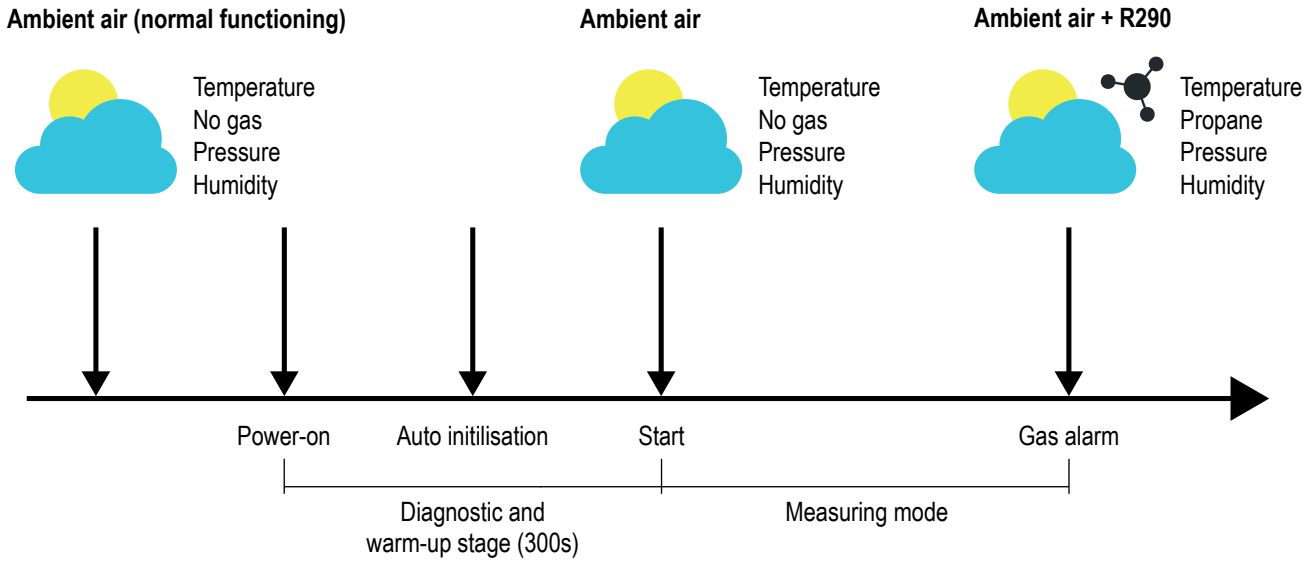 Ambient air (normal functioning)
Temperature
No gas
Pressure
Humidity
Ambient air
Temperature
No gas
Pressure
Humidity
Ambient air + R290
Temperature
Propane
Pressure
Humidity
Power-on
Auto initilisation
Start
Gas alarm
Diagnostic and
warm-up stage (300s)
Measuring mode